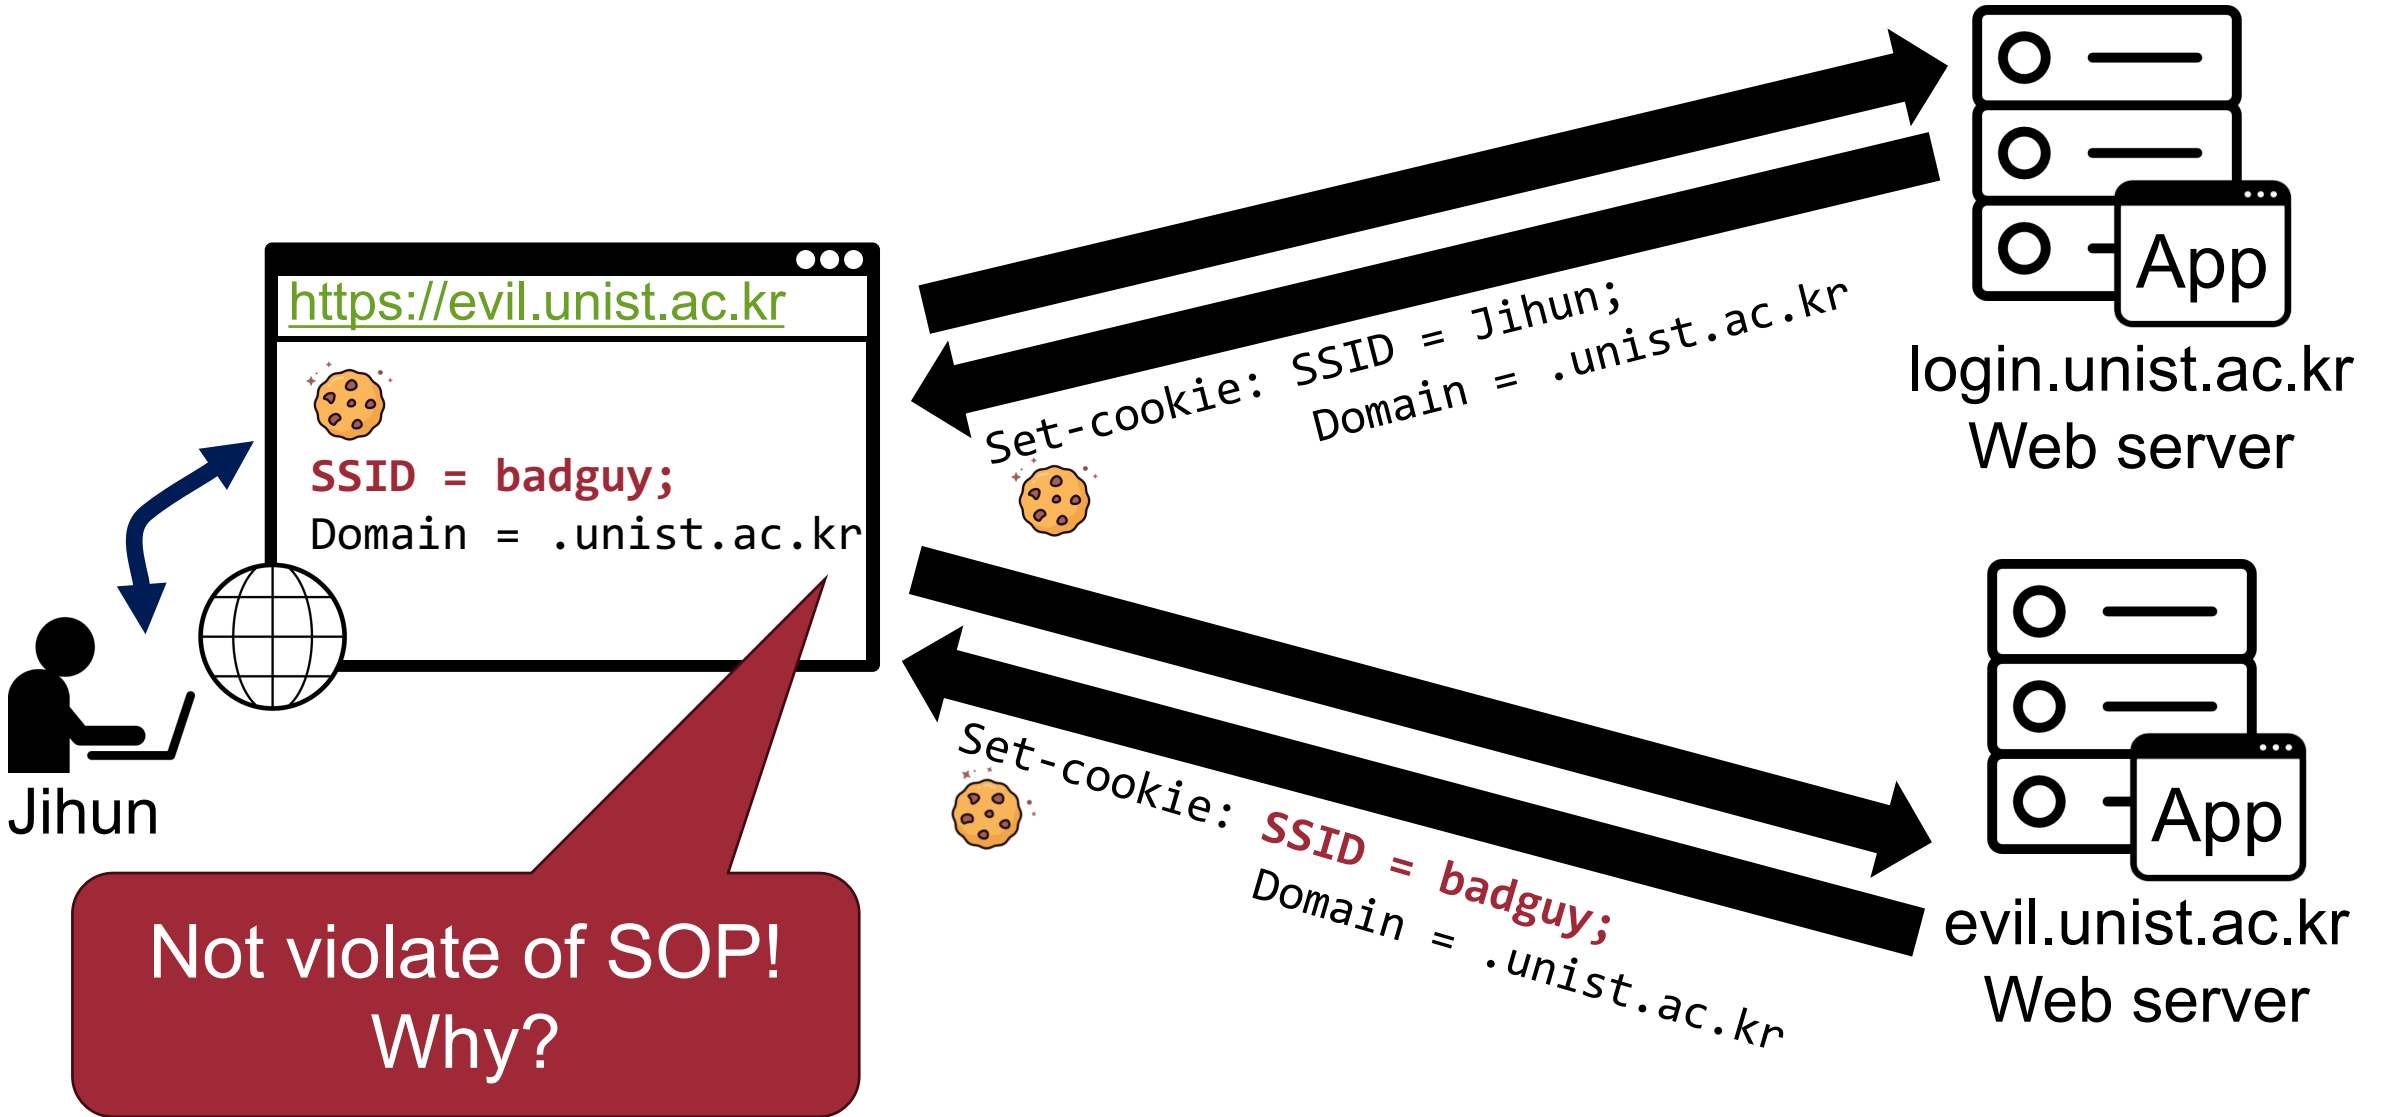 https://evil.unist.ac.kr
SSID = badguy;
Domain = .unist.ac.kr
Jihun
Not violate of SOP!
Why?
Set-cookie: SSID = Jihun;
Domain = .unist.ac.kr
App
login.unist.ac.kr
Web server
Set-cookie: SSID = badguy;
Domain = .unist.ac.kr
App
evil.unist.ac.kr
Web server